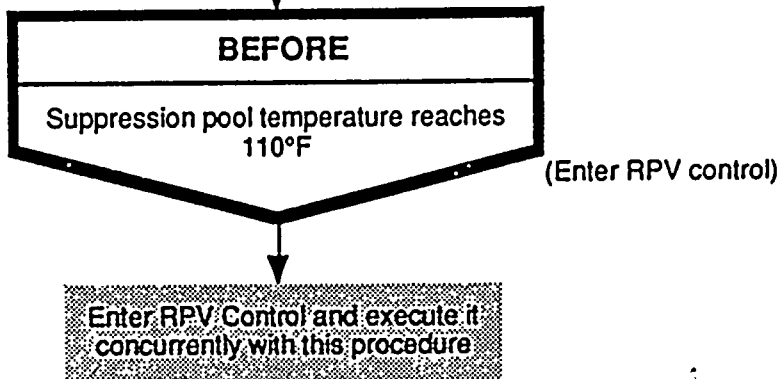 BEFORE
Suppression pool temperature reaches
110°F
(Enter RPV control)
Enter RPV Control and execute it
concurrently with this procedure